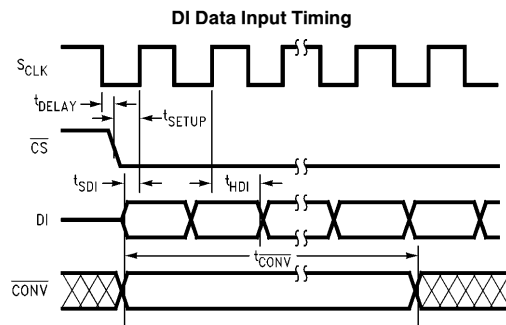 DI Data Input Timing
SCLK
tDELAY
tSETUP
CS
tSDI
tHDI
DI
tCONV
CONV